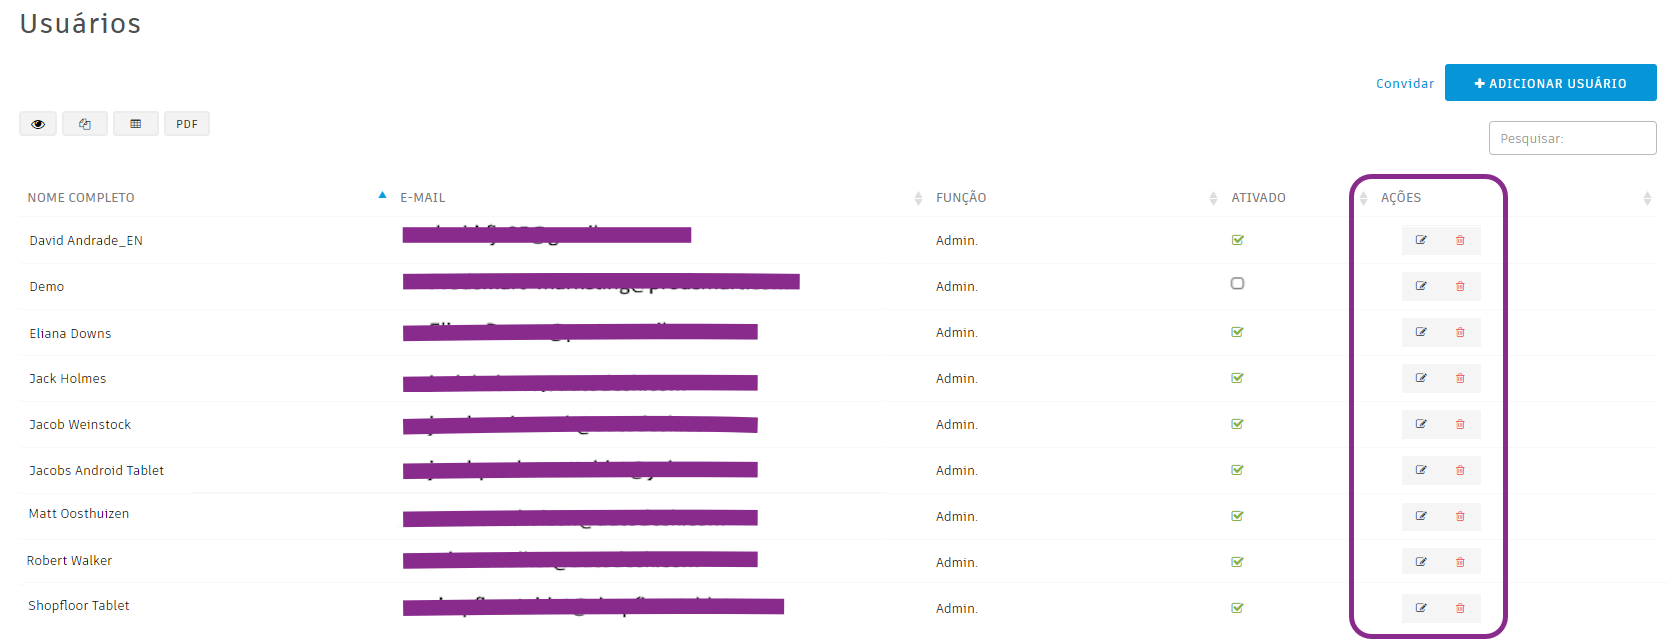 Usuários
Convidar
ADICIONAR USUÁRIO
PDF
Pesquisar:
NOME COMPLETO E-MAIL FUNÇÃO ATIVADO AÇÕES
David Andrade_EN Admin.
Demo Admin.
Eliana Downs Admin.
Jack Holmes Admin.
Jacob Weinstock Admin.
Jacobs Android Tablet Admin.
Matt Oosthuizen Admin.
Robert Walker Admin.
Shopfloor Tablet Admin.